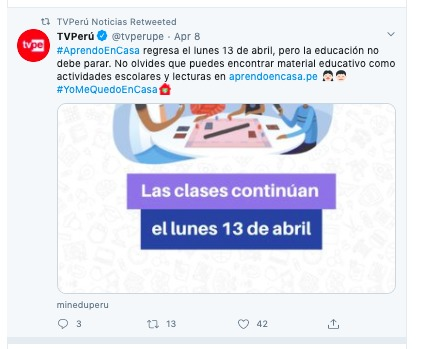 TVPerú Noticias Retweeted
TVPerú @tvperupe · Apr 8
tvpe
#AprendoEnCasa regresa el lunes 13 de abril, pero la educación no
debe parar. No olvides que puedes encontrar material educativo como
actividades escolares y lecturas en aprendoencasa.pe
#YoMeQuedoEnCasa
Las clases continúan
el lunes 13 de abril
mineduperu
3 13 42